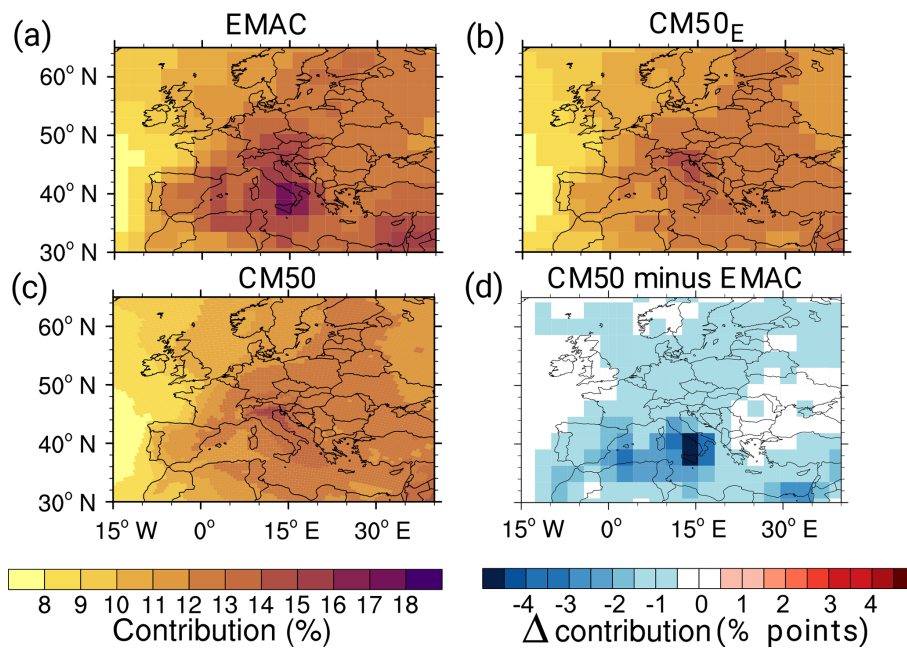 (a) EMAC (b) CM50E
60° N 60° N
50° N 50° N
40° N 40° N
30° N 30° N
(c) CM50 (d) CM50 minus EMAC
60° N
50° N
40° N
30° N
15° W 0° 15° E 30° E 15° W 0° 15° E 30° E
8 9 10 11 12 13 14 15 16 17 18 -4 -3 -2 -1 0 1 2 3 4
Contribution (%) Δ contribution (% points)